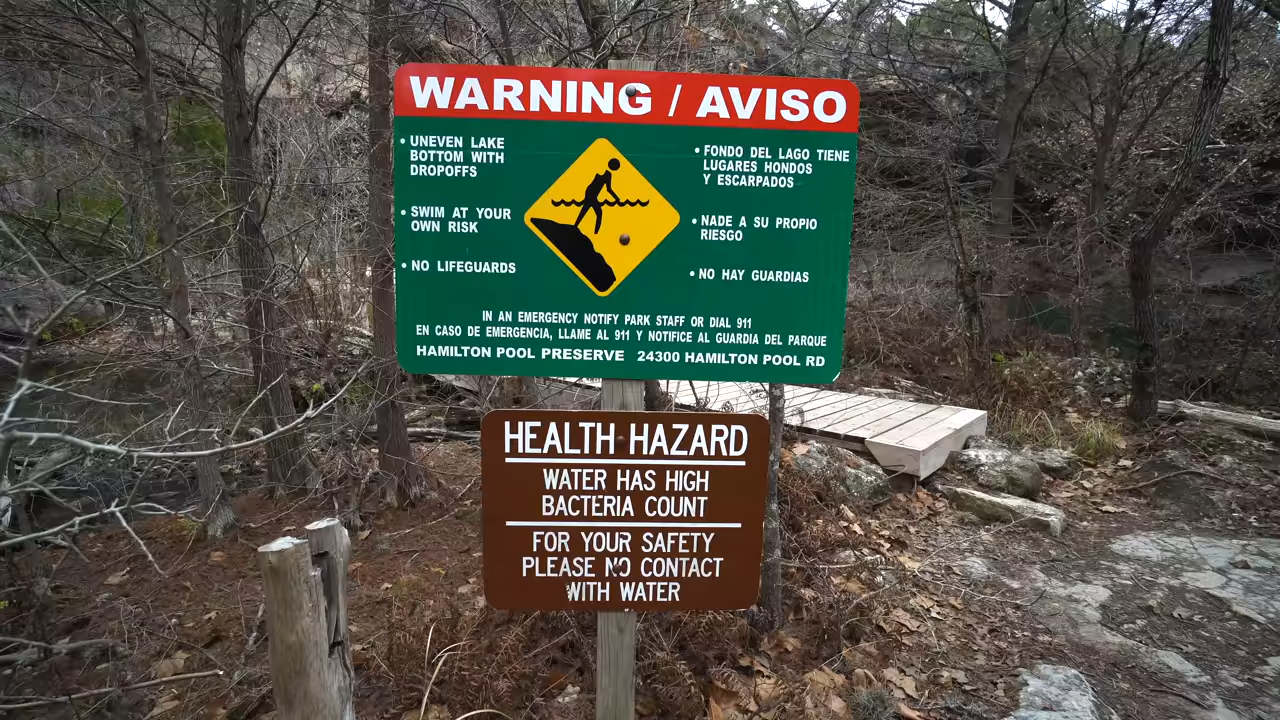 WARNING / AVISO
• UNEVEN LAKE
BOTTOM WITH
DROPOFFS
• SWIM AT YOUR
OWN RISK
• NO LIFEGUARDS
• FONDO DEL LAGO TIENE
LUGARES HONDOS
Y ESCARPADOS
• NADE A SU PROPIO
RIESGO
• NO HAY GUARDIAS
IN AN EMERGENCY NOTIFY PARK STAFF OR DIAL 911
EN CASO DE EMERGENCIA, LLAME AL 911 Y NOTIFICE AL GUARDIA DEL PARQUE
HAMILTON POOL PRESERVE 24300 HAMILTON POOL RD
HEALTH HAZARD
WATER HAS HIGH
BACTERIA COUNT
FOR YOUR SAFETY
PLEASE NO CONTACT
WITH WATER